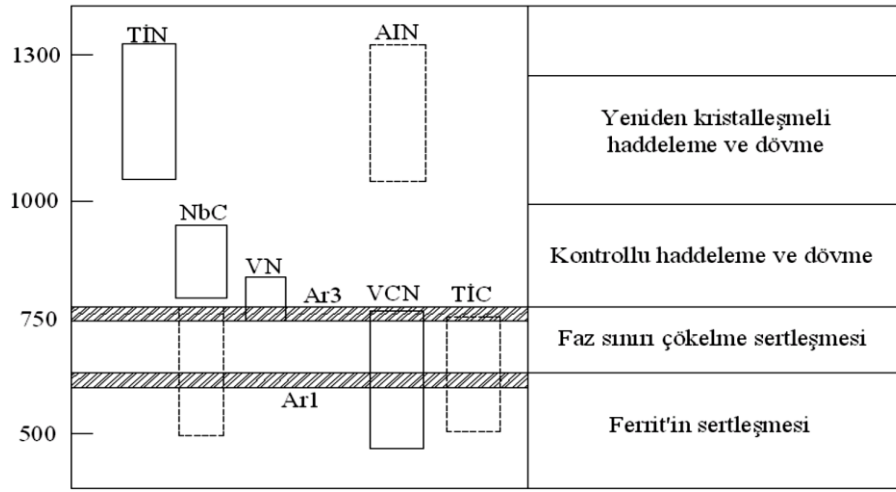 TİN
AIN
1300
Yeniden kristalleşmeli
haddeleme ve dövme
1000
NbC
VN
Kontrollu haddeleme ve dövme
Ar3
VCN
TİC
750
Faz sınırı çökelme sertleşmesi
Ar1
Ferrit'in sertleşmesi
500